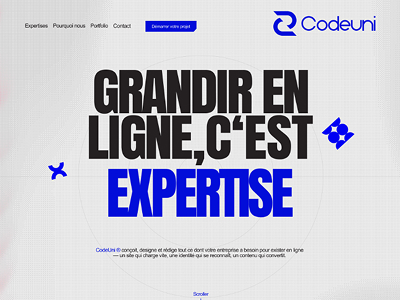 Expertises Pourquoi nous Portfolio Contact Démarrer votre projet
Codeuni
GRANDIR EN
LIGNE,C‘EST
EXPERTISE
CodeUni ® conçoit, designe et rédige tout ce dont votre entreprise a besoin pour exister en ligne
— un site qui charge vite, une identité qui se reconnaît, un contenu qui convertit.
Scroller